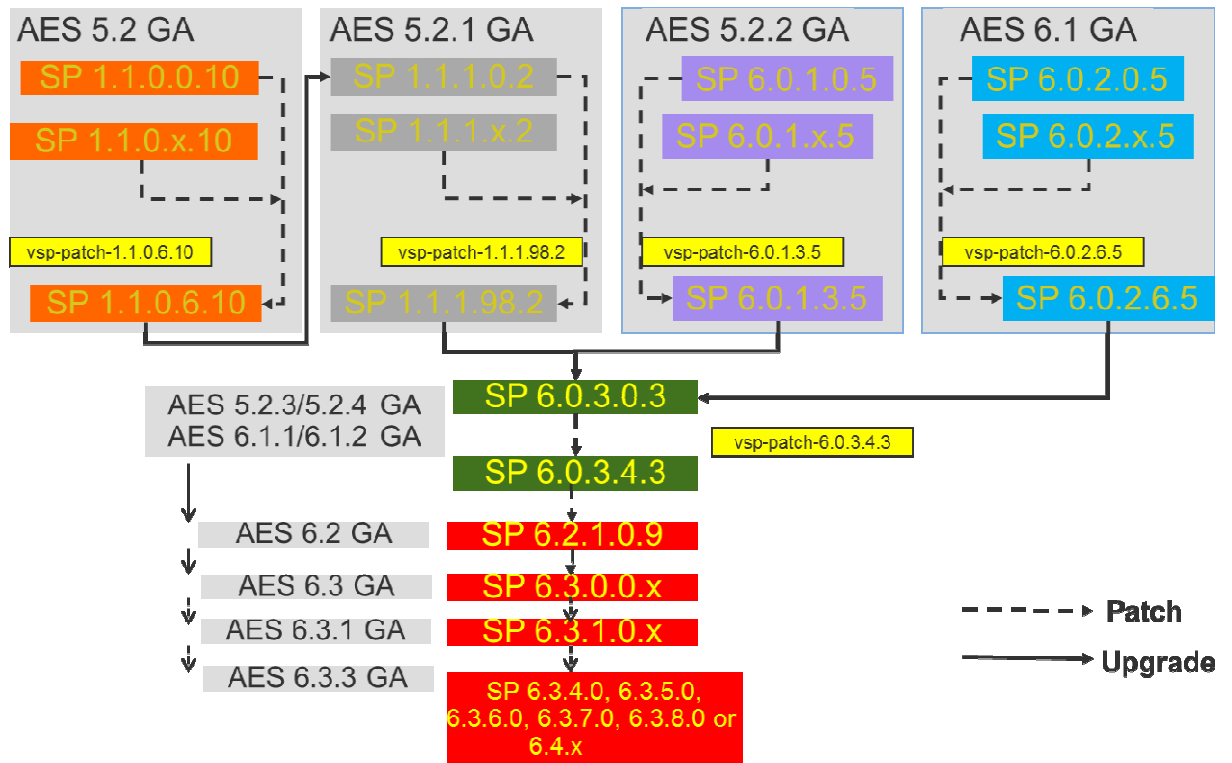 AES 5.2 GA
SP 1.1.0.0.10
SP 1.1.0.x.10
vsp-patch-1.1.0.6.10
SP 1.1.0.6.10
AES 5.2.1 GA
SP 1.1.1.0.2
SP 1.1.1.x.2
vsp-patch-1.1.1.98.2
SP 1.1.1.98.2
AES 5.2.2 GA
SP 6.0.1.0.5
SP 6.0.1.x.5
vsp-patch-6.0.1.3.5
SP 6.0.1.3.5
AES 6.1 GA
SP 6.0.2.0.5
SP 6.0.2.x.5
vsp-patch-6.0.2.6.5
SP 6.0.2.6.5
AES 5.2.3/5.2.4 GA
AES 6.1.1/6.1.2 GA
SP 6.0.3.0.3
vsp-patch-6.0.3.4.3
SP 6.0.3.4.3
AES 6.2 GA
SP 6.2.1.0.9
AES 6.3 GA
SP 6.3.0.0.x
AES 6.3.1 GA
SP 6.3.1.0.x
AES 6.3.3 GA
SP 6.3.4.0, 6.3.5.0,
6.3.6.0, 6.3.7.0, 6.3.8.0 or
6.4.x
Patch
Upgrade